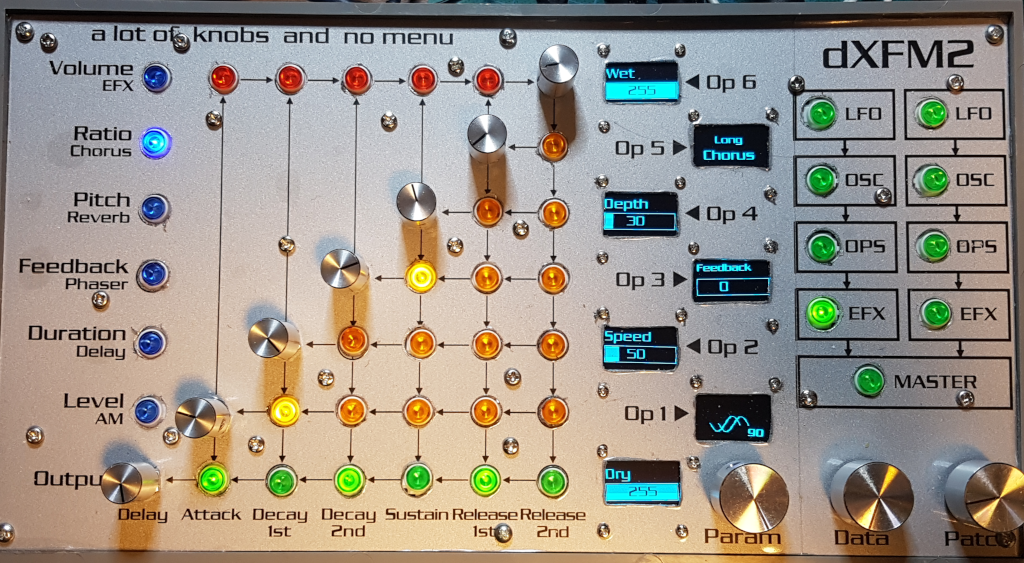 a lot of knobs and no menu
dXFM2
Volume
EFX
Ratio
Chorus
Pitch
Reverb
Feedback
Phaser
Duration
Delay
Level
AM
Delay
Attack
Decay
1st
Decay
2nd
Sustain
Release
1st
Release
2nd
Wet
255
Op 6
Op 5
Long
Chorus
Depth
30
Op 4
Op 3
Feedback
0
Speed
50
Op 2
Op 1
90
Dry
255
LFO
OSC
OPS
EFX
LFO
OSC
OPS
EFX
MASTER
Param
Data